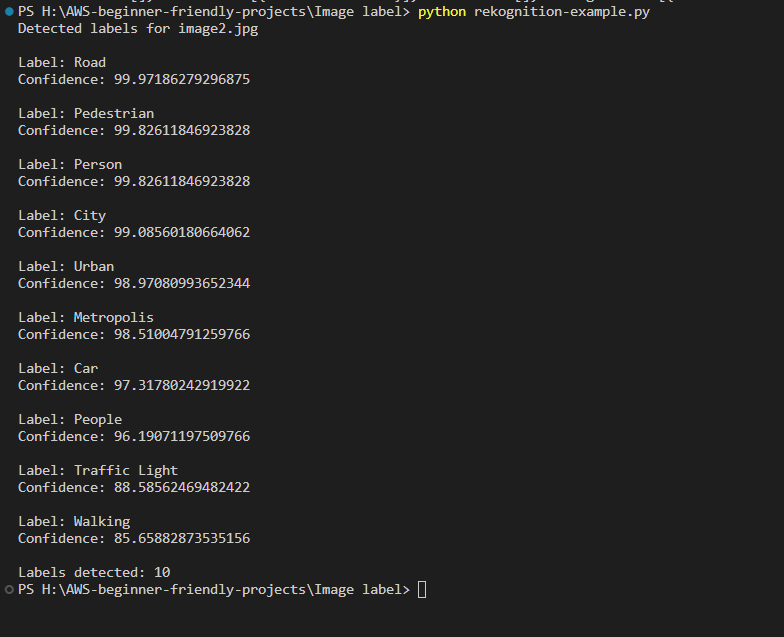 PS H:\AWS-beginner-friendly-projects\Image label> python rekognition-example.py
Detected labels for image2.jpg
Label: Road
Confidence: 99.97186279296875
Label: Pedestrian
Confidence: 99.82611846923828
Label: Person
Confidence: 99.82611846923828
Label: City
Confidence: 99.08560180664062
Label: Urban
Confidence: 98.97080993652344
Label: Metropolis
Confidence: 98.51004791259766
Label: Car
Confidence: 97.31780242919922
Label: People
Confidence: 96.19071197509766
Label: Traffic Light
Confidence: 88.58562469482422
Label: Walking
Confidence: 85.65882873535156
Labels detected: 10
PS H:\AWS-beginner-friendly-projects\Image label>